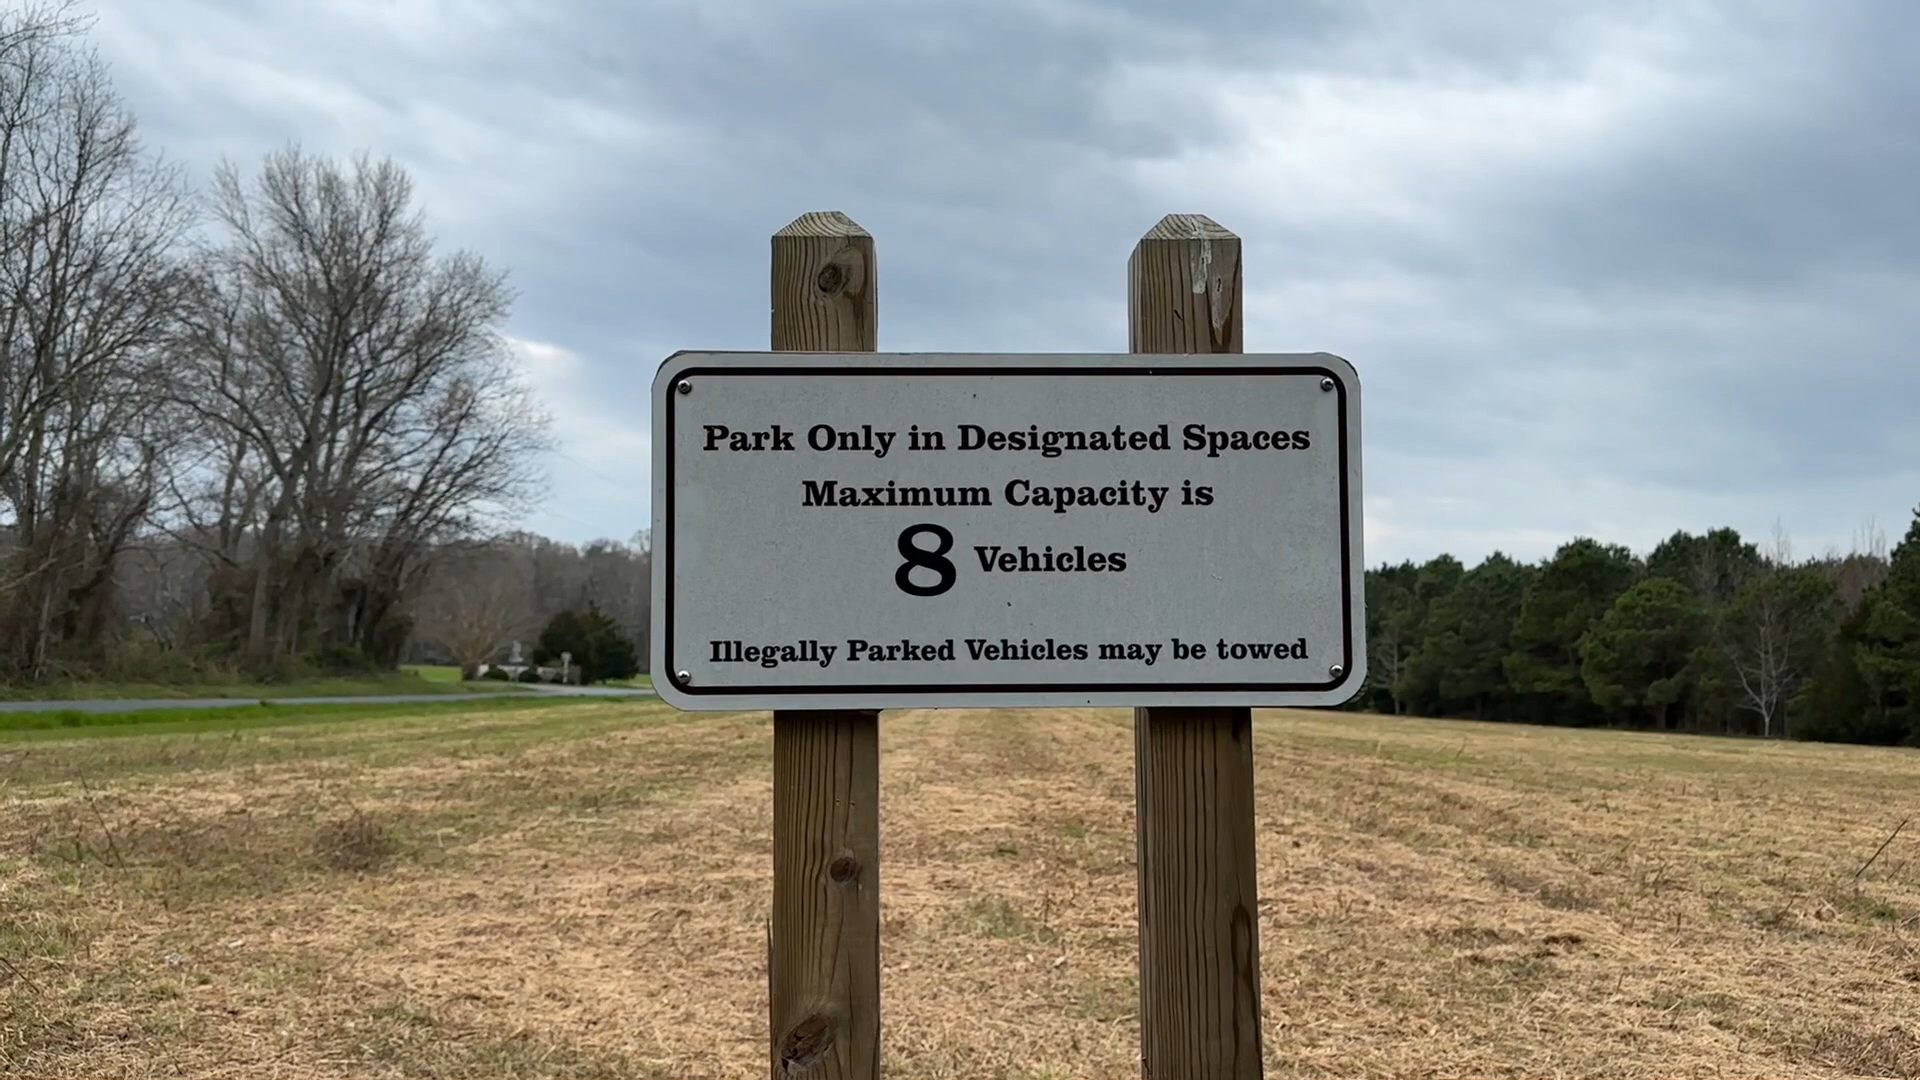 Park Only in Designated Spaces
Maximum Capacity is
8 Vehicles
Illegally Parked Vehicles may be towed